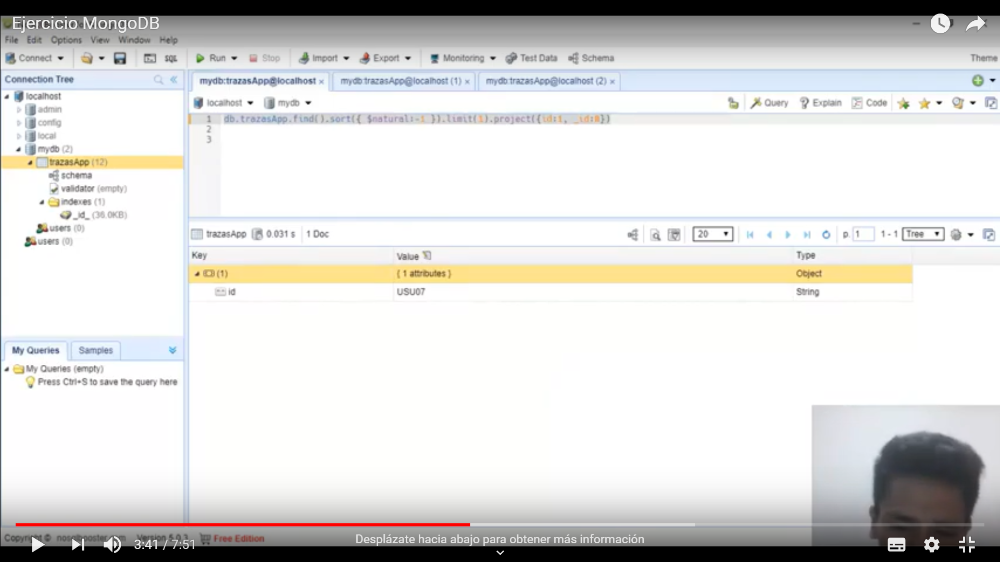 Ejercicio MongoDB
File Edit Options View Window Help
Connect SQL Run Stop Import Export Monitoring Test Data Schema Theme
Connection Tree
mydb:trazasApp@localhost × mydb:trazasApp@localhost (1) × mydb:trazasApp@localhost (2) ×
localhost
admin
config
local
mydb (2)
trazasApp (12)
schema
validator (empty)
indexes (1)
_id_ (36.0KB)
users (0)
users (0)
localhost mydb Query Explain Code
1 db.trazasApp.find().sort({ $natural:-1 }).limit(1).project({id:1, _id:0})
2
3
trazasApp 0.031 s 1 Doc 20 p. 1 1 - 1 Tree
Key Value Type
(1) { 1 attributes } Object
id USU07 String
My Queries Samples
My Queries (empty)
Press Ctrl+S to save the query here
Copyright © nosqlbooster.com Version 5.0.3 Free Edition
Desplázate hacia abajo para obtener más información
3:41 / 7:51